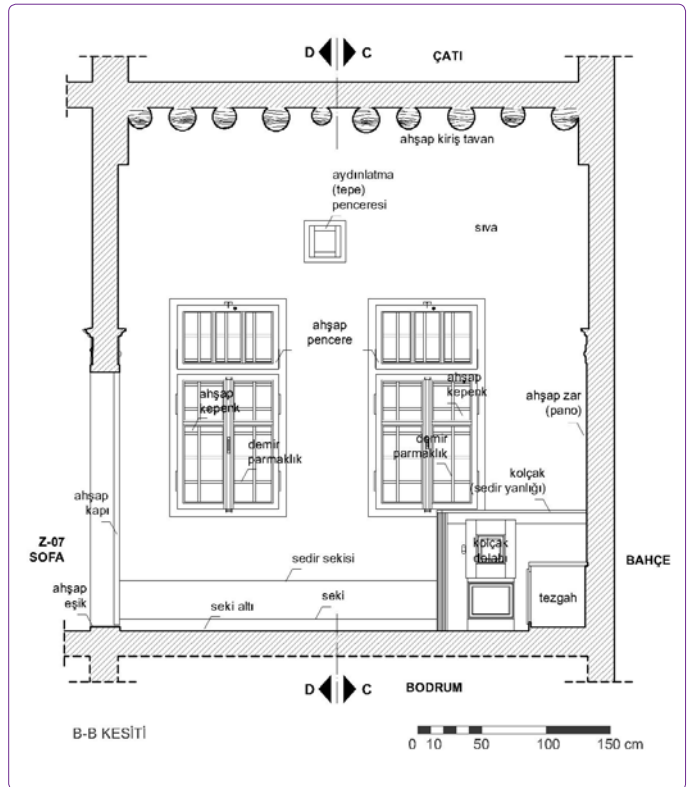 D C
ÇATI
ahşap kiriş tavan
aydınlatma
(tepe)
penceresi
sıva
ahşap
pencere
ahşap
kepenk
ahşap
kepenk
ahşap zar
(pano)
demir
parmaklık
demir
parmaklık
kolçak
(sedir yanlığı)
ahşap
kapı
kolçak
dolabı
Z-07
SOFA
sedir sekisi
BAHÇE
ahşap
eşik
tezgah
seki altı
seki
D C
BODRUM
B-B KESİTİ
0 10 50 100 150 cm